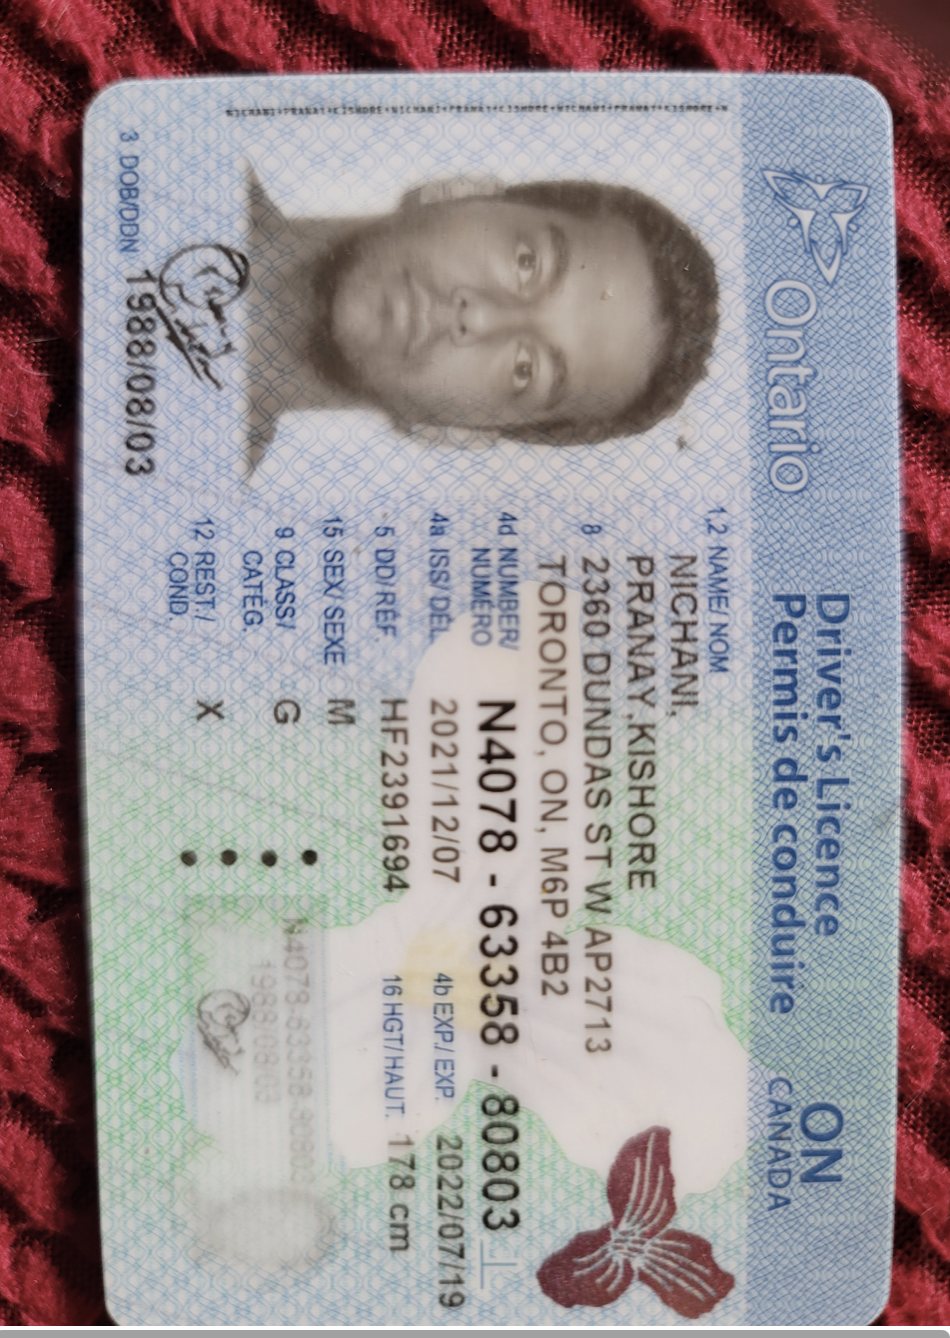 Ontario
Driver's Licence
Permis de conduire
ON
CANADA
1,2 NAME/ NOM
NICHANI,
PRANAY,KISHORE
8 2360 DUNDAS ST W AP2713
TORONTO, ON, M6P 4B2
4d NUMBER/ NUMÉRO N4078 - 63358 - 80803
4a ISS/ DÉL. 2021/12/07 4b EXP./ EXP. 2022/07/19
5 DD/ RÉF. HF2391694 16 HGT/HAUT. 178 cm
15 SEX/ SEXE M
9 CLASS/ CATÉG. G
12 REST./ COND. X
N4078-63358-80803
1988/08/03
3 DOB/DDN 1988/08/03